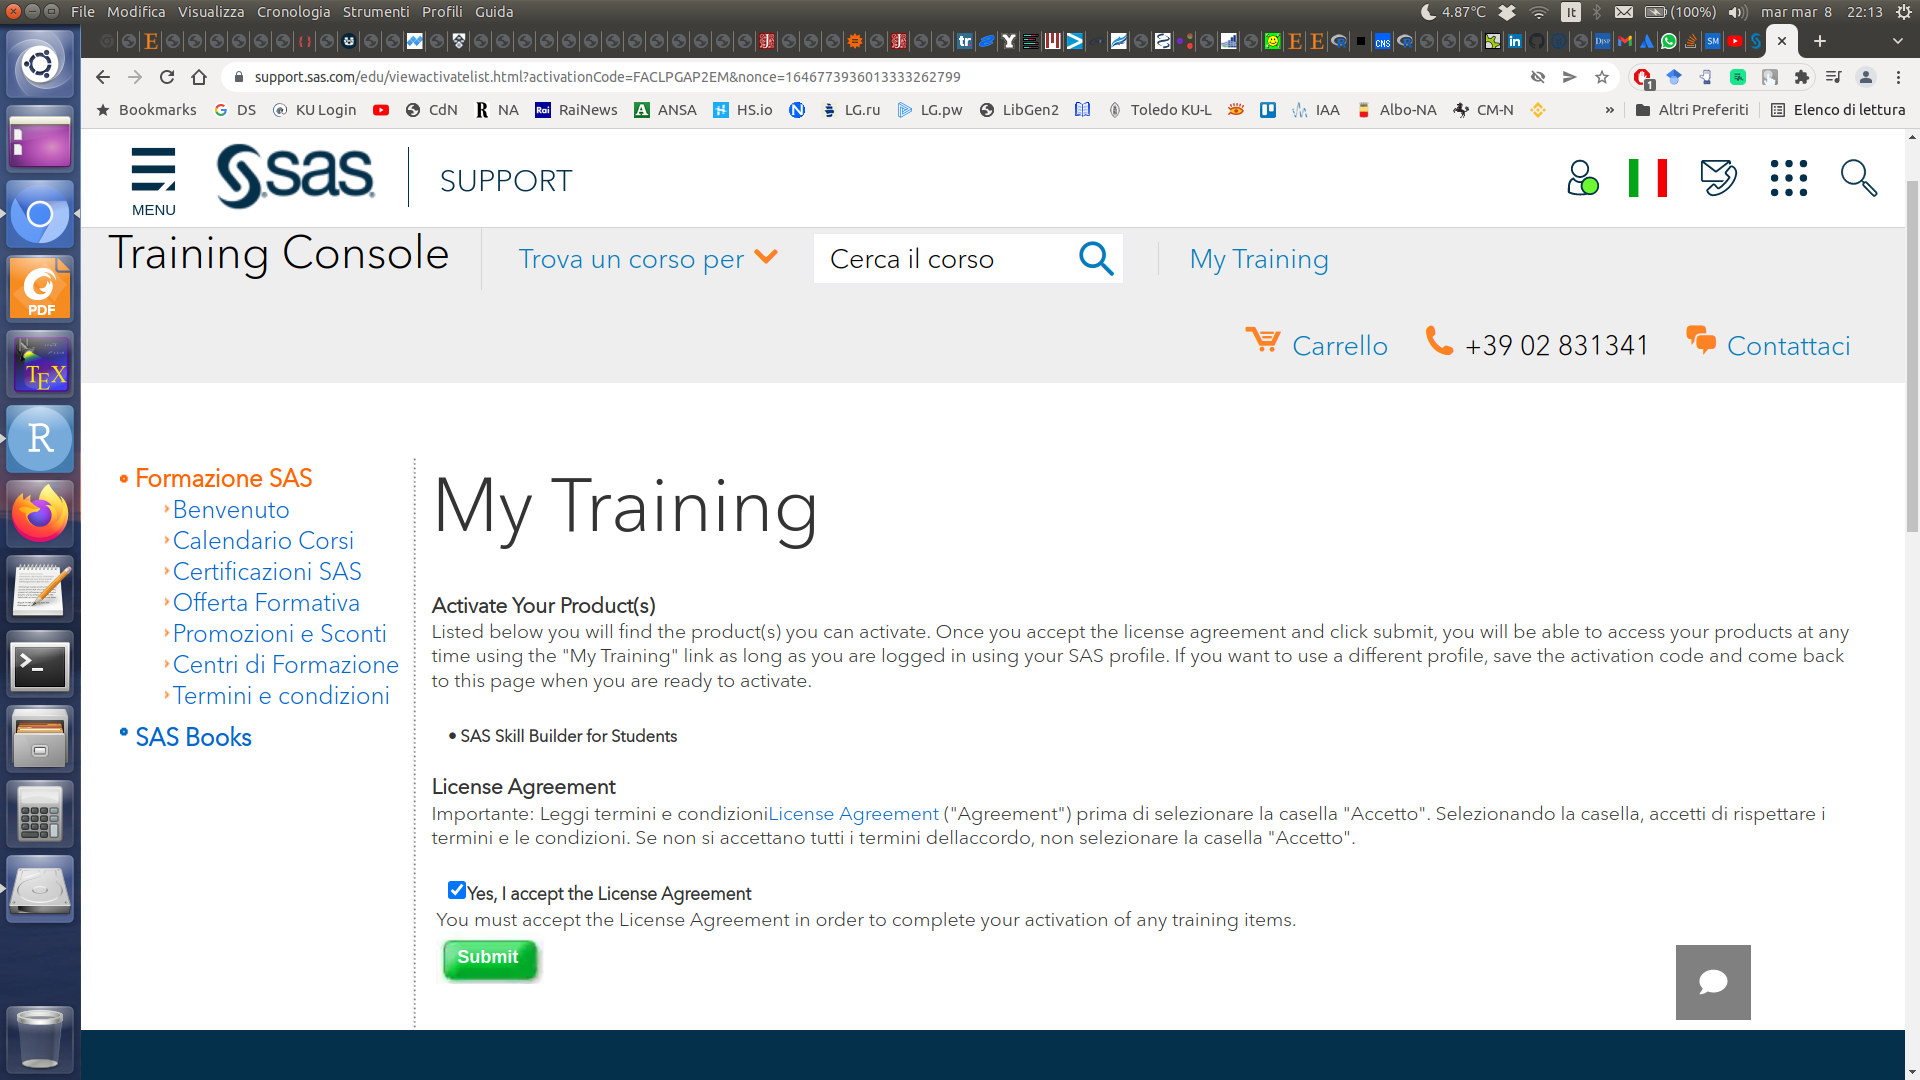 File Modifica Visualizza Cronologia Strumenti Profili Guida
4.87°C It (100%) mar mar 8 22:13
support.sas.com/edu/viewactivatelist.html?activationCode=FACLPGAP2EM&nonce=1646773936013333262799
Bookmarks DS KU Login CdN NA RaiNews ANSA HS.io LG.ru LG.pw LibGen2 Toledo KU-L IAA Albo-NA CM-N » Altri Preferiti Elenco di lettura
MENU
sas
SUPPORT
Training Console
Trova un corso per
Cerca il corso
My Training
Carrello
+39 02 831341
Contattaci
Formazione SAS
Benvenuto
Calendario Corsi
Certificazioni SAS
Offerta Formativa
Promozioni e Sconti
Centri di Formazione
Termini e condizioni
SAS Books
My Training
Activate Your Product(s)
Listed below you will find the product(s) you can activate. Once you accept the license agreement and click submit, you will be able to access your products at any
time using the "My Training" link as long as you are logged in using your SAS profile. If you want to use a different profile, save the activation code and come back
to this page when you are ready to activate.
• SAS Skill Builder for Students
License Agreement
Importante: Leggi termini e condizioniLicense Agreement ("Agreement") prima di selezionare la casella "Accetto". Selezionando la casella, accetti di rispettare i
termini e le condizioni. Se non si accettano tutti i termini dellaccordo, non selezionare la casella "Accetto".
Yes, I accept the License Agreement
You must accept the License Agreement in order to complete your activation of any training items.
Submit
PDF
TEX
R